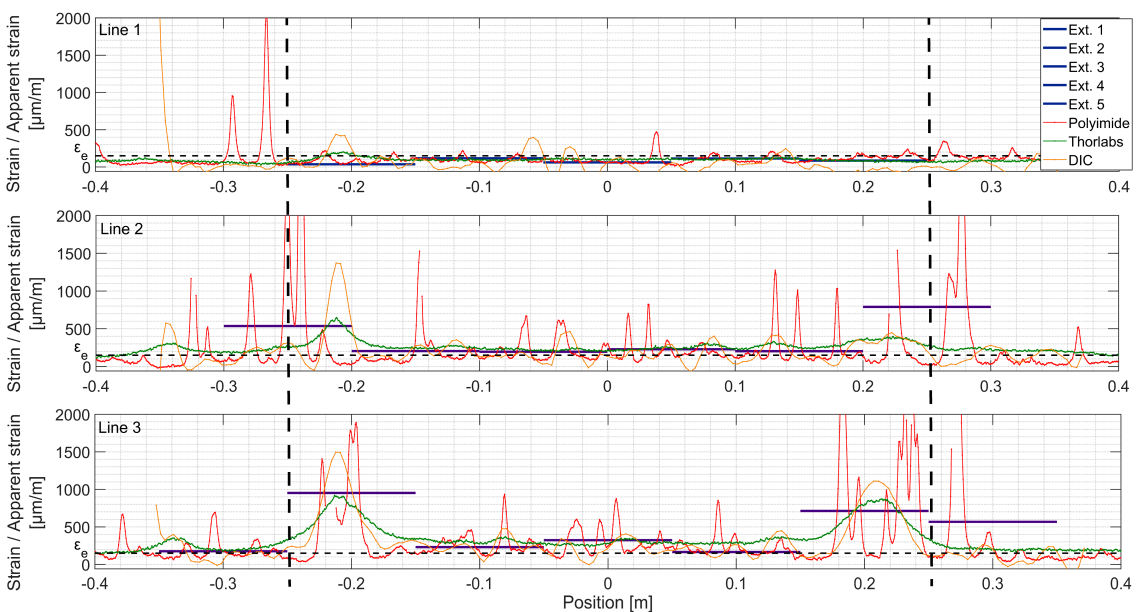 Strain / Apparent strain
[µm/m]
Line 1
2000
1500
1000
500
εe
0
-0.4
-0.3
-0.2
-0.1
0
0.1
0.2
0.3
0.4
Ext. 1
Ext. 2
Ext. 3
Ext. 4
Ext. 5
Polyimide
Thorlabs
DIC
Strain / Apparent strain
[µm/m]
Line 2
2000
1500
1000
500
εe
0
-0.4
-0.3
-0.2
-0.1
0
0.1
0.2
0.3
0.4
Strain / Apparent strain
[µm/m]
Line 3
2000
1500
1000
500
εe
0
-0.4
-0.3
-0.2
-0.1
0
0.1
0.2
0.3
0.4
Position [m]